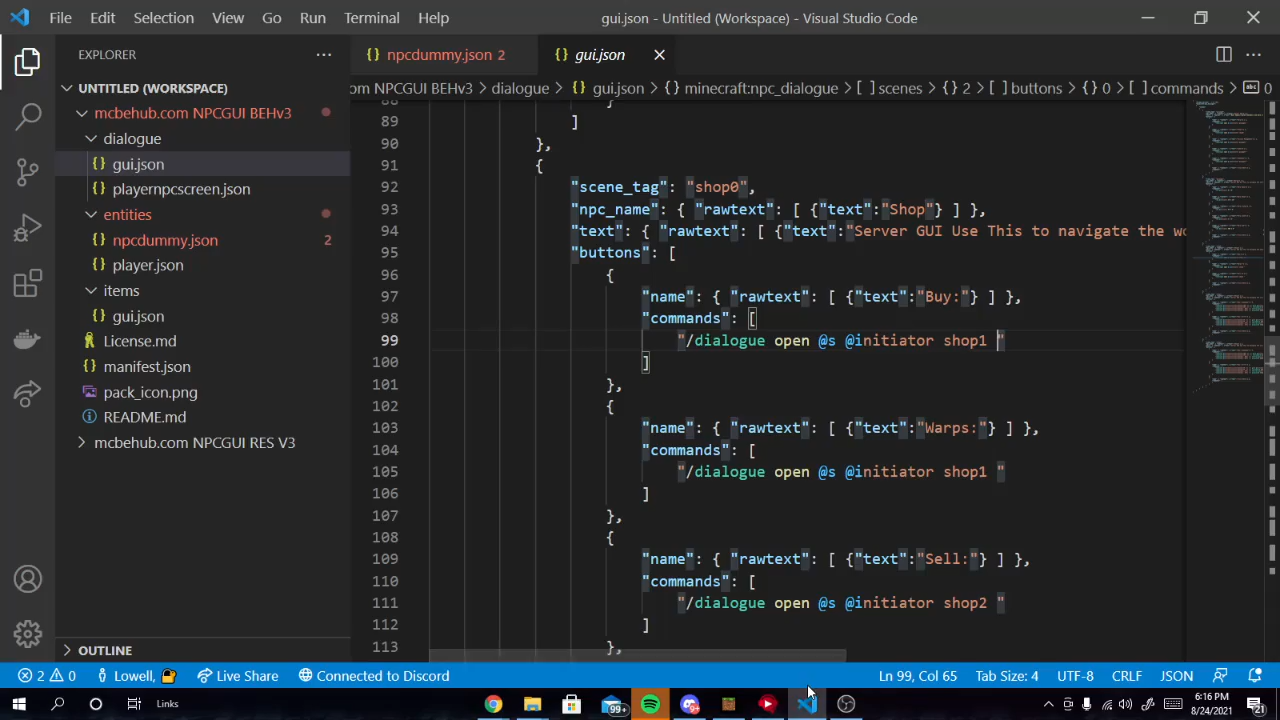 File Edit Selection View Go Run Terminal Help
gui.json - Untitled (Workspace) - Visual Studio Code
EXPLORER
UNTITLED (WORKSPACE)
mcbehub.com NPCGUI BEHv3
dialogue
{} gui.json
{} playernpcscreen.json
entities
{} npcdummy.json 2
{} player.json
items
{} gui.json
License.md
{} manifest.json
pack_icon.png
README.md
mcbehub.com NPCGUI RES V3
OUTLINE
{} npcdummy.json 2
{} gui.json
om NPCGUI BEHv3 > dialogue > {} gui.json > {} minecraft:npc_dialogue > [ ] scenes > {} 2 > [ ] buttons > {} 0 > [ ] commands > abc 0
88 }
89 ]
90 },
91 {
92 "scene_tag": "shop0",
93 "npc_name": { "rawtext": [ {"text":"Shop"} ] },
94 "text": { "rawtext": [ {"text":"Server GUI Use This to navigate the wo
95 "buttons": [
96 {
97 "name": { "rawtext": [ {"text":"Buy:"} ] },
98 "commands": [
99 "/dialogue open @s @initiator shop1 "
100 ]
101 },
102 {
103 "name": { "rawtext": [ {"text":"Warps:"} ] },
104 "commands": [
105 "/dialogue open @s @initiator shop1 "
106 ]
107 },
108 {
109 "name": { "rawtext": [ {"text":"Sell:"} ] },
110 "commands": [
111 "/dialogue open @s @initiator shop2 "
112 ]
113 },
2 0 Lowell, Live Share Connected to Discord Ln 99, Col 65 Tab Size: 4 UTF-8 CRLF JSON
Links 99+ 6:16 PM
8/24/2021 21